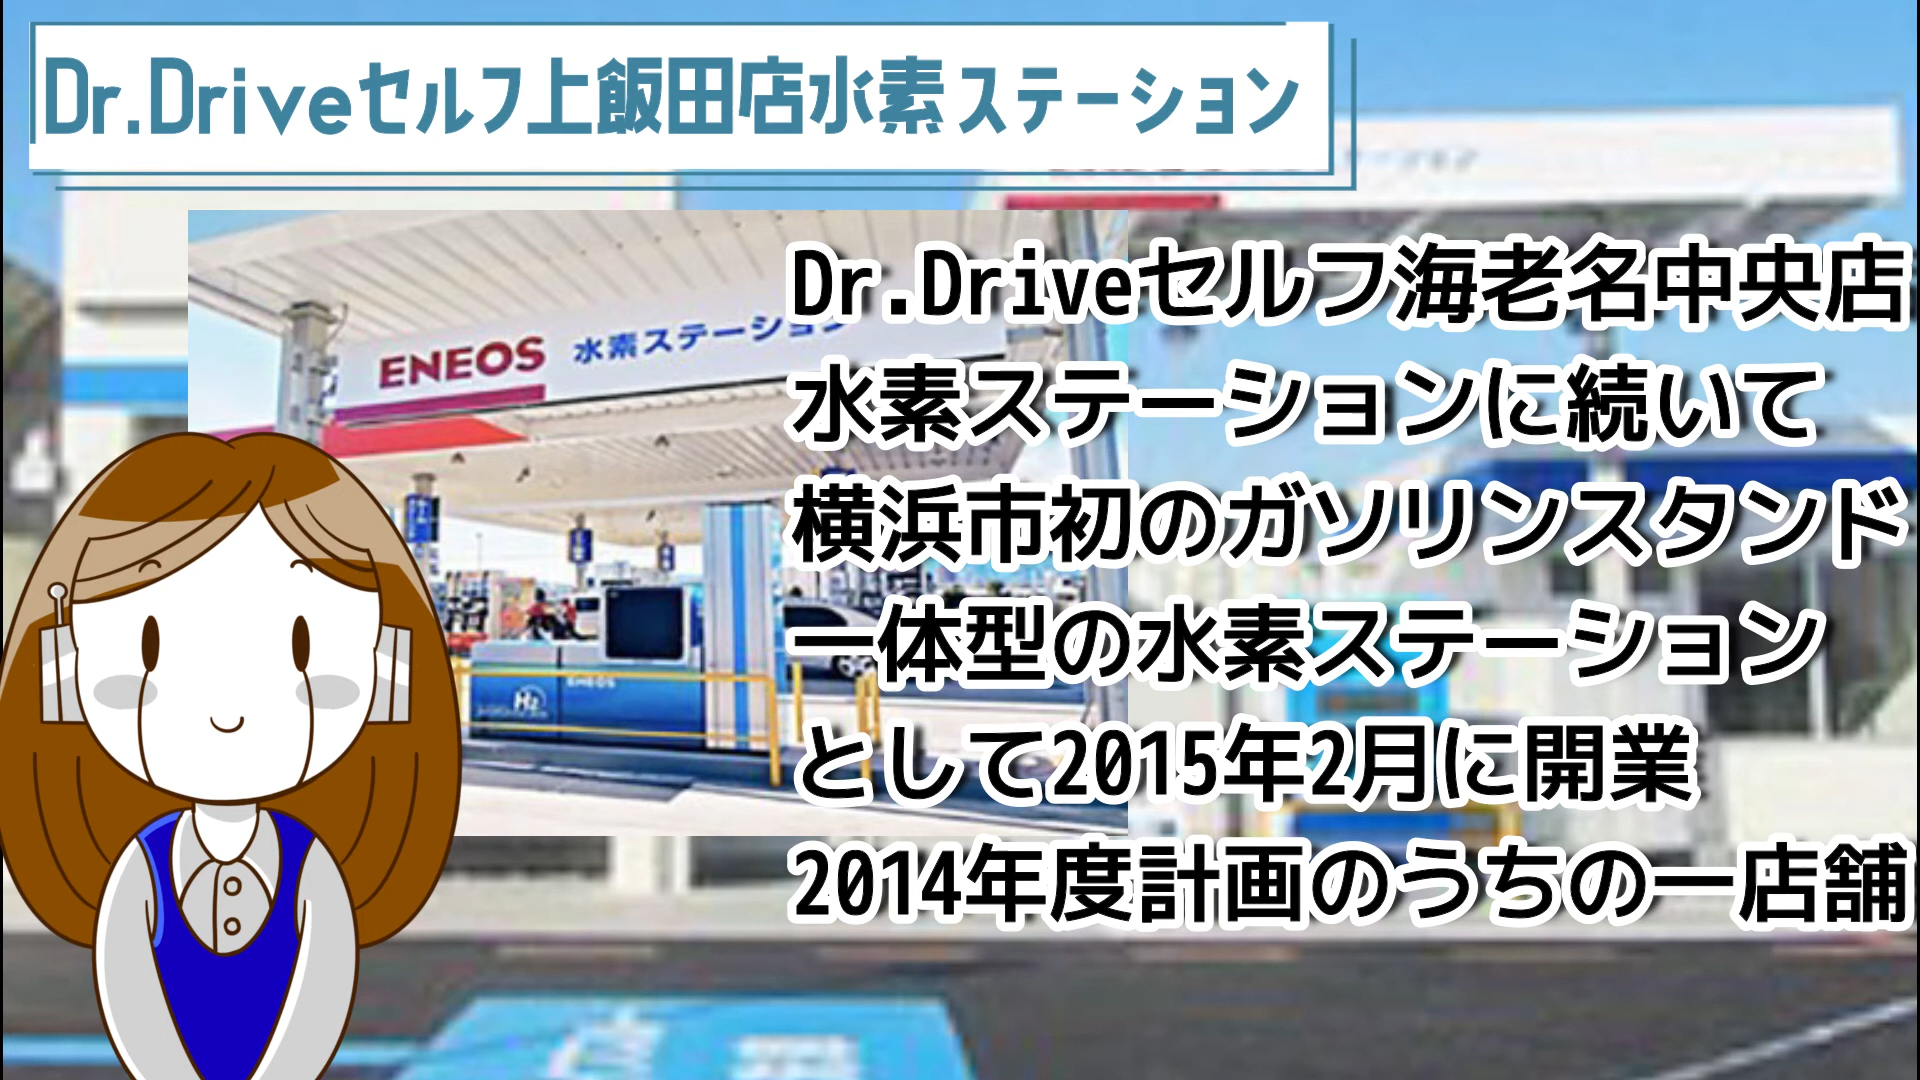 Dr.Driveセルフ上飯田店水素ステーション
Dr.Driveセルフ海老名中央店
水素ステーションに続いて
横浜市初のガソリンスタンド
一体型の水素ステーション
として2015年2月に開業
2014年度計画のうちの一店舗
ENEOS 水素ステーション
H2
ENEOS